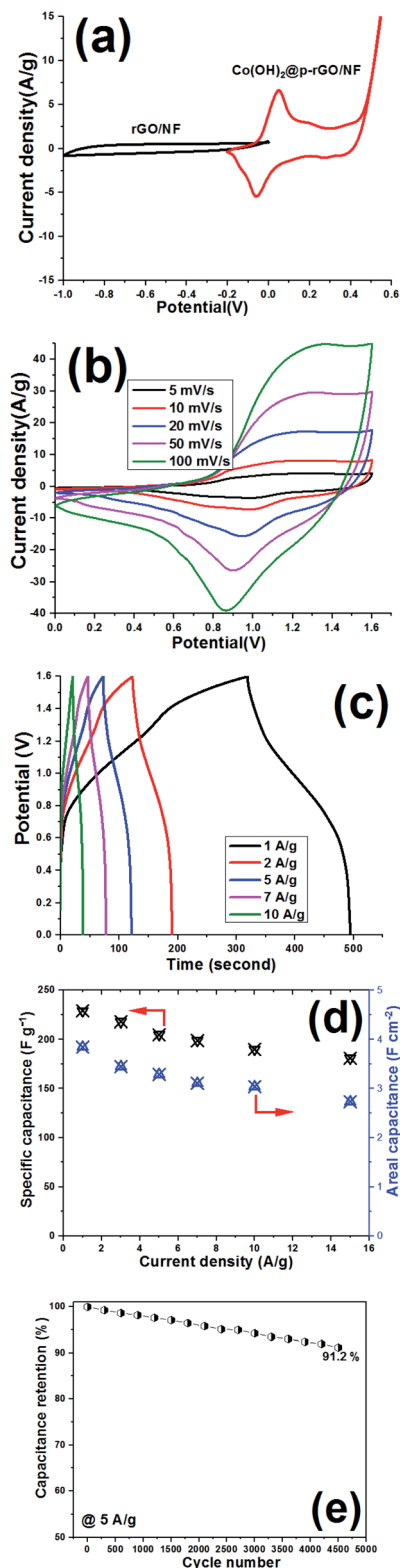 (a)
Current density(A/g)
15
10
5
0
-5
-10
-15
rGO/NF
Co(OH)₂@p-rGO/NF
-1.0 -0.8 -0.6 -0.4 -0.2 0.0 0.2 0.4 0.6
Potential(V)
(b)
Current density(A/g)
40
30
20
10
0
-10
-20
-30
-40
5 mV/s
10 mV/s
20 mV/s
50 mV/s
100 mV/s
0.0 0.2 0.4 0.6 0.8 1.0 1.2 1.4 1.6
Potential(V)
(c)
Potential (V)
1.6
1.4
1.2
1.0
0.8
0.6
0.4
0.2
0.0
1 A/g
2 A/g
5 A/g
7 A/g
10 A/g
0 100 200 300 400 500
Time (second)
(d)
Specific capacitance (F g⁻¹)
250
200
150
100
50
0
Areal capacitance (F cm⁻²)
5
4
3
2
1
0
0 2 4 6 8 10 12 14 16
Current density (A/g)
Capacitance retention (%)
100
90
80
70
60
50
91.2 %
@ 5 A/g
(e)
0 500 1000 1500 2000 2500 3000 3500 4000 4500 5000
Cycle number